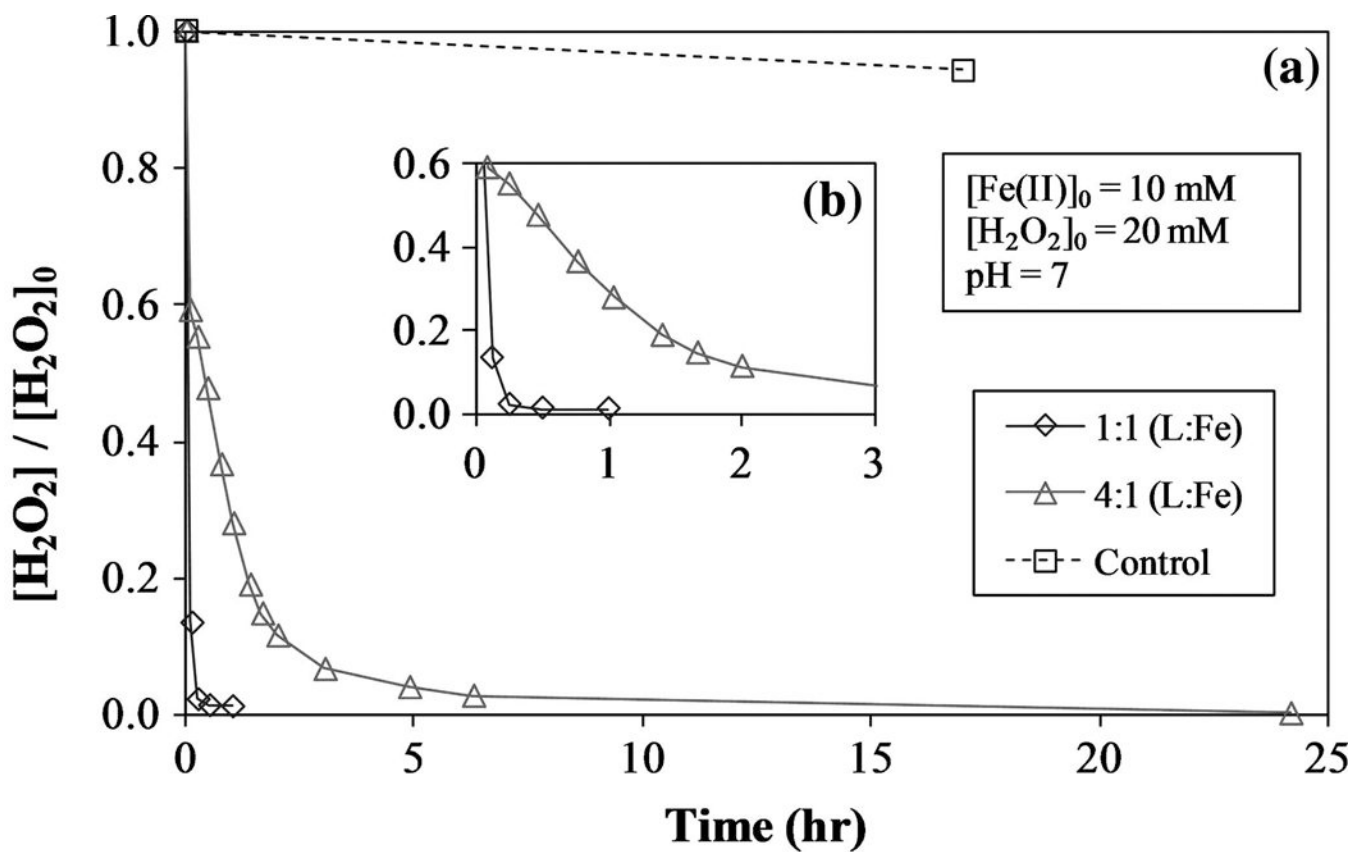 1.0
0.8
0.6
0.4
0.2
0.0
0
5
10
15
20
25
[H₂O₂] / [H₂O₂]₀
Time (hr)
(a)
0.6
0.4
0.2
0.0
0
1
2
3
(b)
[Fe(II)]₀ = 10 mM
[H₂O₂]₀ = 20 mM
pH = 7
1:1 (L:Fe)
4:1 (L:Fe)
Control